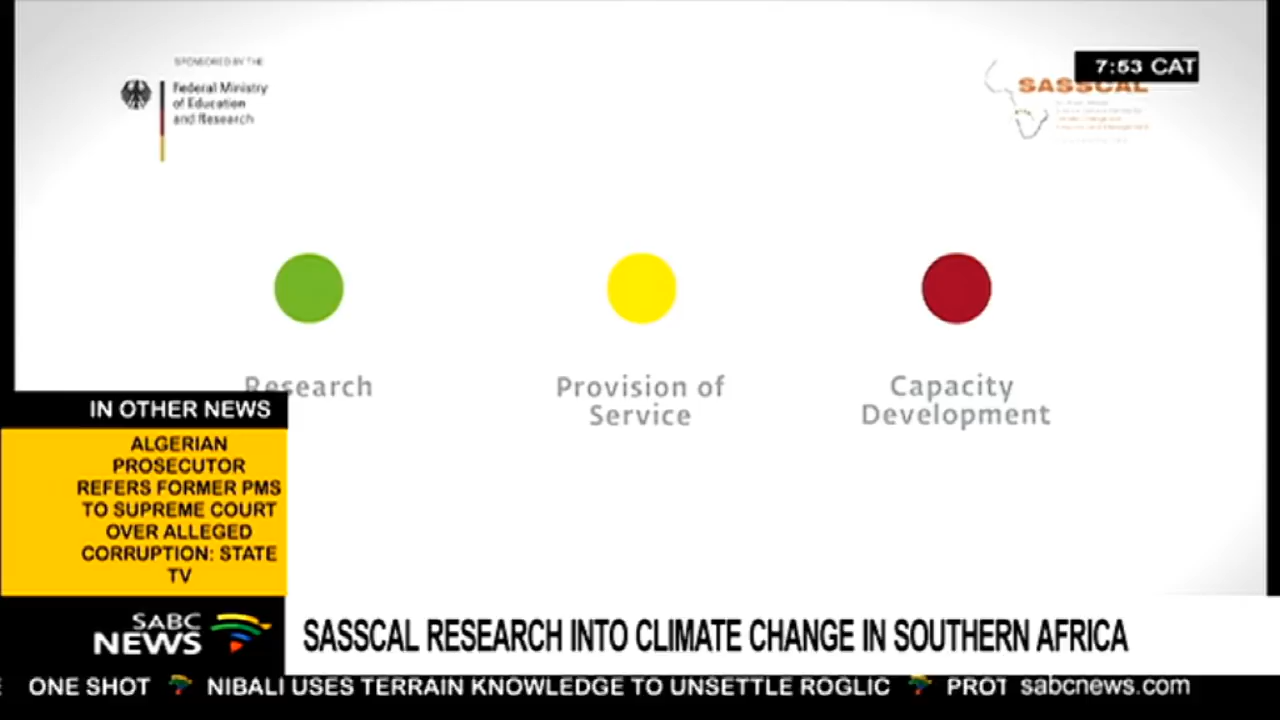 SPONSORED BY THE
Federal Ministry
of Education
and Research
7:53 CAT
SASSCAL
Research
Provision of
Service
Capacity
Development
IN OTHER NEWS
ALGERIAN
PROSECUTOR
REFERS FORMER PMS
TO SUPREME COURT
OVER ALLEGED
CORRUPTION: STATE
TV
SABC
NEWS
SASSCAL RESEARCH INTO CLIMATE CHANGE IN SOUTHERN AFRICA
ONE SHOT NIBALI USES TERRAIN KNOWLEDGE TO UNSETTLE ROGLIC PROT sabcnews.com